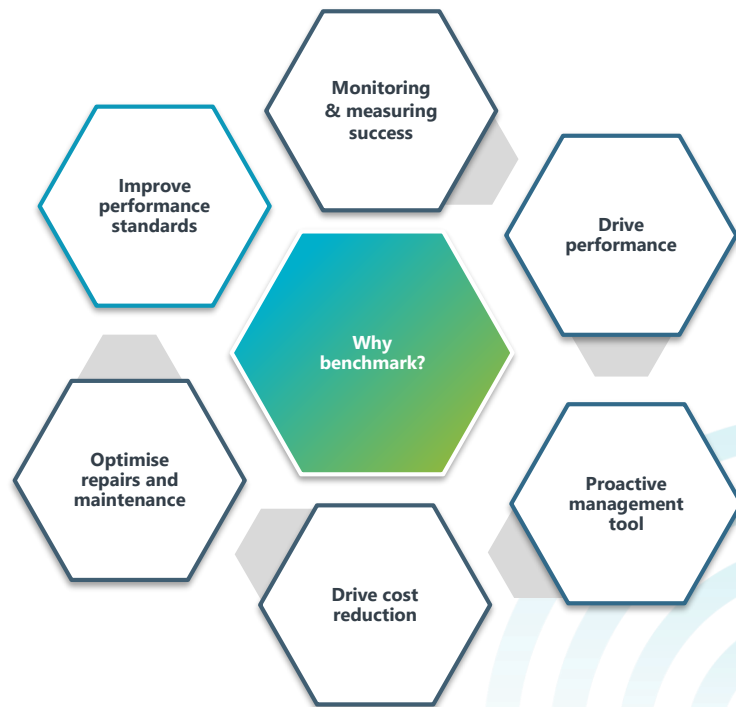 Monitoring
& measuring
success
Improve
performance
standards
Drive
performance
Why
benchmark?
Optimise
repairs and
maintenance
Proactive
management
tool
Drive cost
reduction